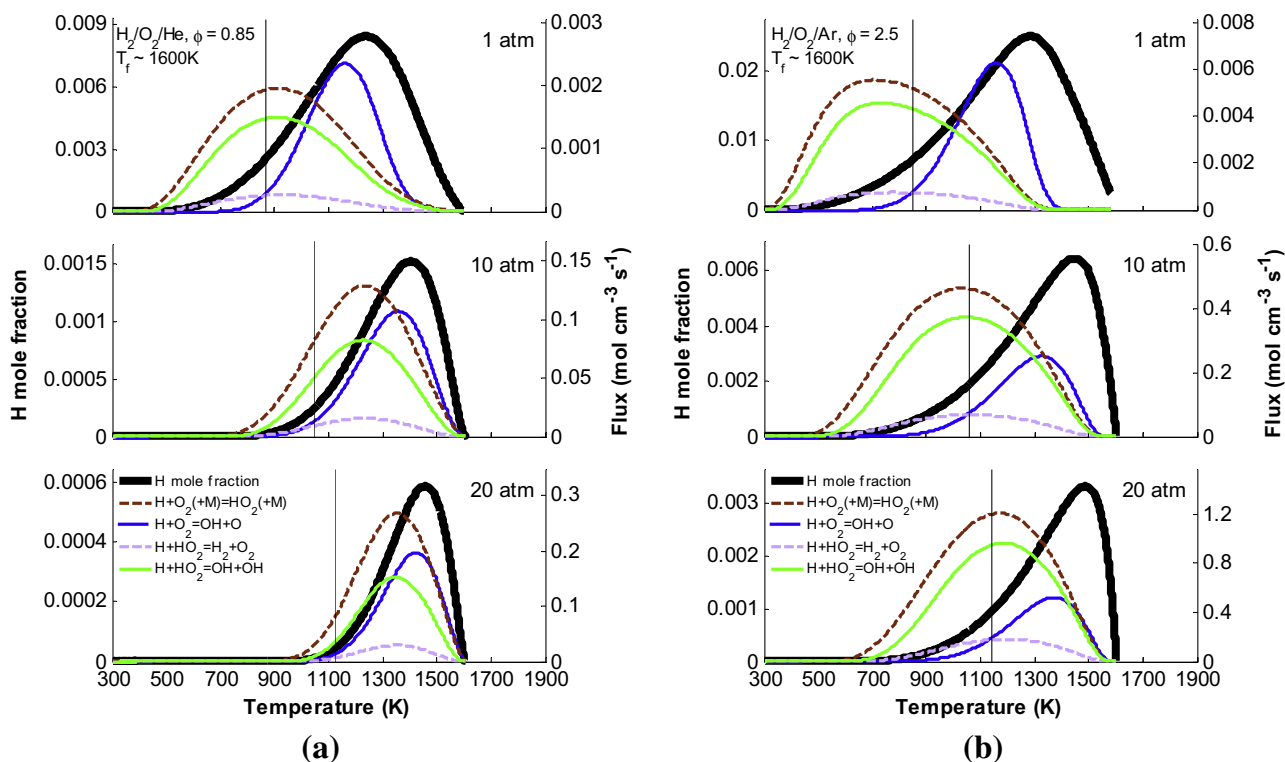 H2/O2/He, ϕ = 0.85
Tf ~ 1600K
1 atm
0.009
0.006
0.003
0
0.003
0.002
0.001
0
10 atm
0.0015
0.001
0.0005
0
0.15
0.1
0.05
0
20 atm
0.0006
0.0004
0.0002
0
0.3
0.2
0.1
0
H mole fraction
H+O2(+M)=HO2(+M)
H+O2=OH+O
H+HO2=H2+O2
H+HO2=OH+OH
H mole fraction
Flux (mol cm-3 s-1)
300 700 1100 1500 1900
Temperature (K)
(a)
H2/O2/Ar, ϕ = 2.5
Tf ~ 1600K
1 atm
0.02
0.01
0
0.008
0.006
0.004
0.002
0
10 atm
0.006
0.004
0.002
0
0.6
0.4
0.2
0
20 atm
0.003
0.002
0.001
0
1.2
0.8
0.4
0
H mole fraction
H+O2(+M)=HO2(+M)
H+O2=OH+O
H+HO2=H2+O2
H+HO2=OH+OH
H mole fraction
Flux (mol cm-3 s-1)
300 700 1100 1500 1900
Temperature (K)
(b)